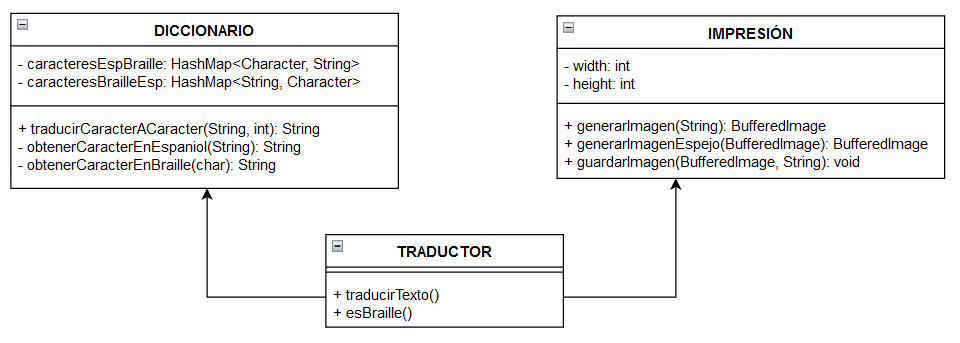 DICCIONARIO
- caracteresEspBraille: HashMap<Character, String>
- caracteresBrailleEsp: HashMap<String, Character>
+ traducirCaracterACaracter(String, int): String
- obtenerCaracterEnEspaniol(String): String
- obtenerCaracterEnBraille(char): String
IMPRESIÓN
- width: int
- height: int
+ generarImagen(String): BufferedImage
+ generarImagenEspejo(BufferedImage): BufferedImage
+ guardarImagen(BufferedImage, String): void
TRADUCTOR
+ traducirTexto()
+ esBraille()